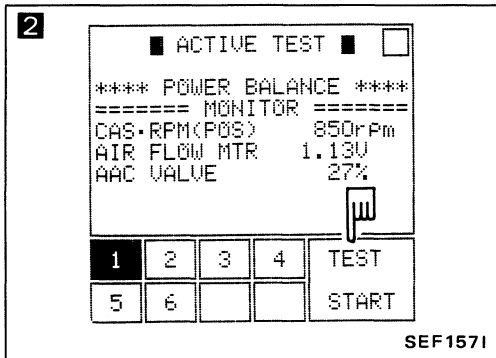 2
■ ACTIVE TEST ■ □
**** POWER BALANCE ****
======= MONITOR =======
CAS•RPM(POS) 850rpm
AIR FLOW MTR 1.13V
AAC VALVE 27%
1 2 3 4 TEST
5 6 START
SEF157I